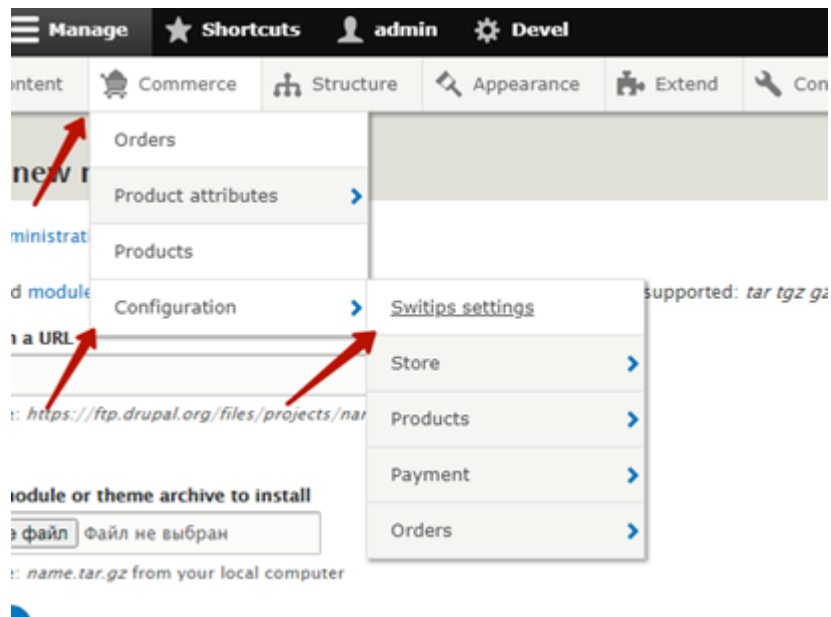 Manage Shortcuts admin Devel
ontent Commerce Structure Appearance Extend Con
Orders
new r
Product attributes
ministrat
Products
d module
Configuration
Switips settings
supported: tar tgz ga
n a URL
Store
e: https://ftp.drupal.org/files/projects/nar
Products
Payment
module or theme archive to install
Orders
е файл Файл не выбран
e: name.tar.gz from your local computer